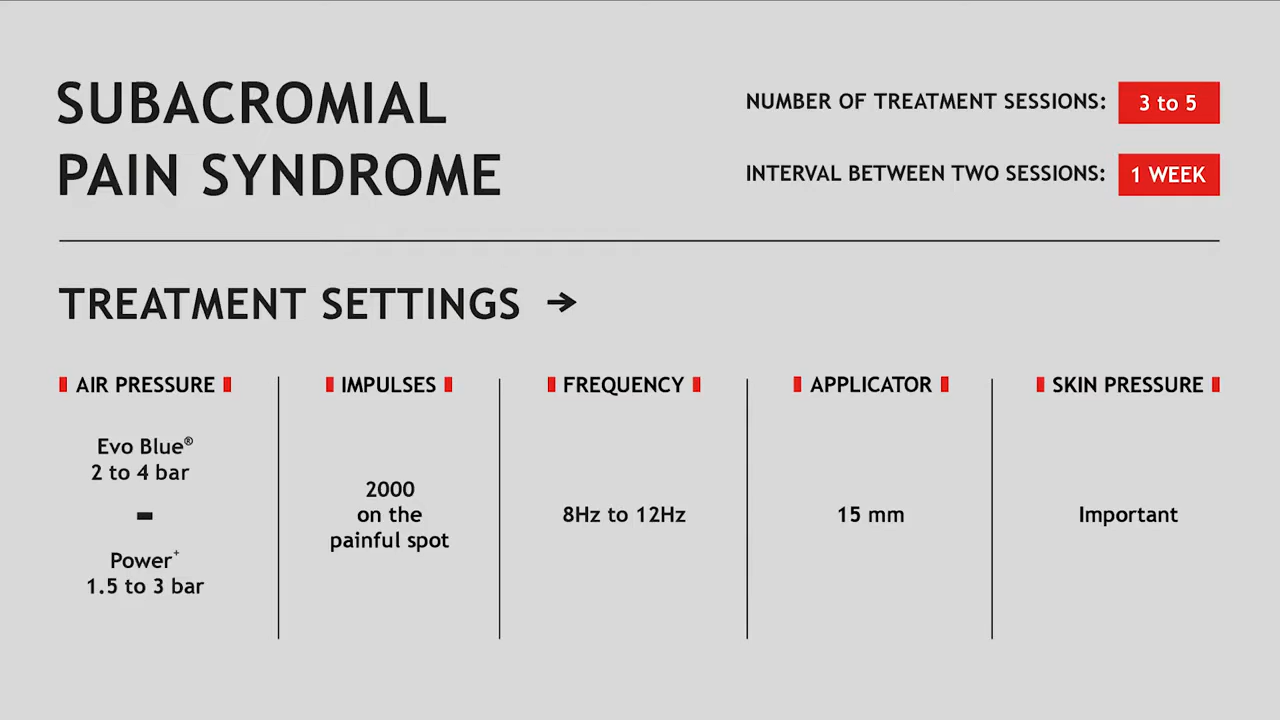 SUBACROMIAL
PAIN SYNDROME
NUMBER OF TREATMENT SESSIONS: 3 to 5
INTERVAL BETWEEN TWO SESSIONS: 1 WEEK
TREATMENT SETTINGS →
AIR PRESSURE
Evo Blue®
2 to 4 bar
-
Power⁺
1.5 to 3 bar
IMPULSES
2000
on the
painful spot
FREQUENCY
8Hz to 12Hz
APPLICATOR
15 mm
SKIN PRESSURE
Important